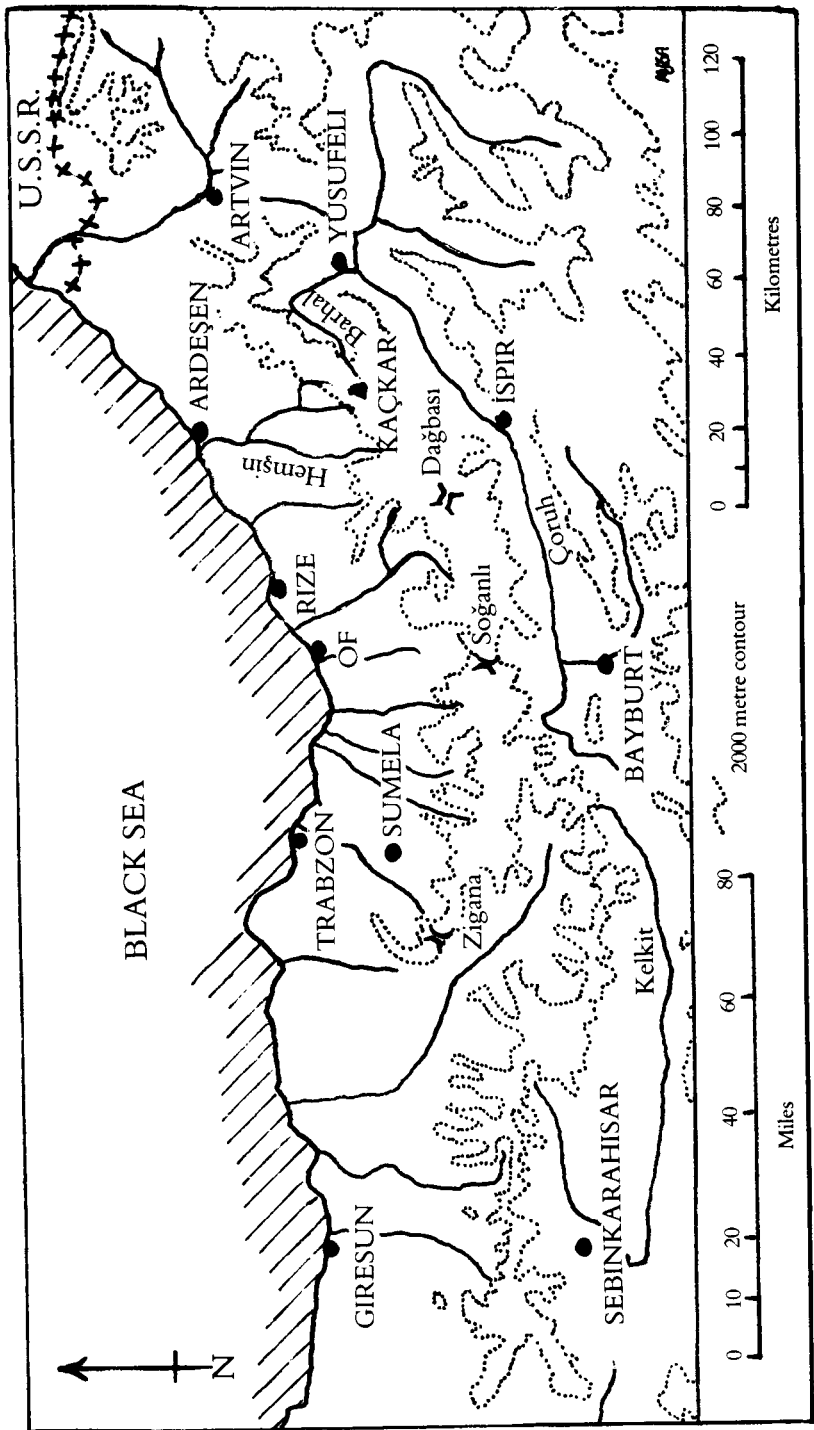 BLACK SEA
U.S.S.R.
N
ARDEŞEN
ARTVIN
RIZE
Hemşin
Barhal
YUSUFELI
OF
KAÇKAR
TRABZON
SUMELA
GIRESUN
Zigana
Soğanlı
Dağbası
İSPIR
Çoruh
BAYBURT
Kelkit
SEBINKARAHISAR
0 10 20 40 60 80
Miles
2000 metre contour
0 20 40 60 80 100 120
Kilometres